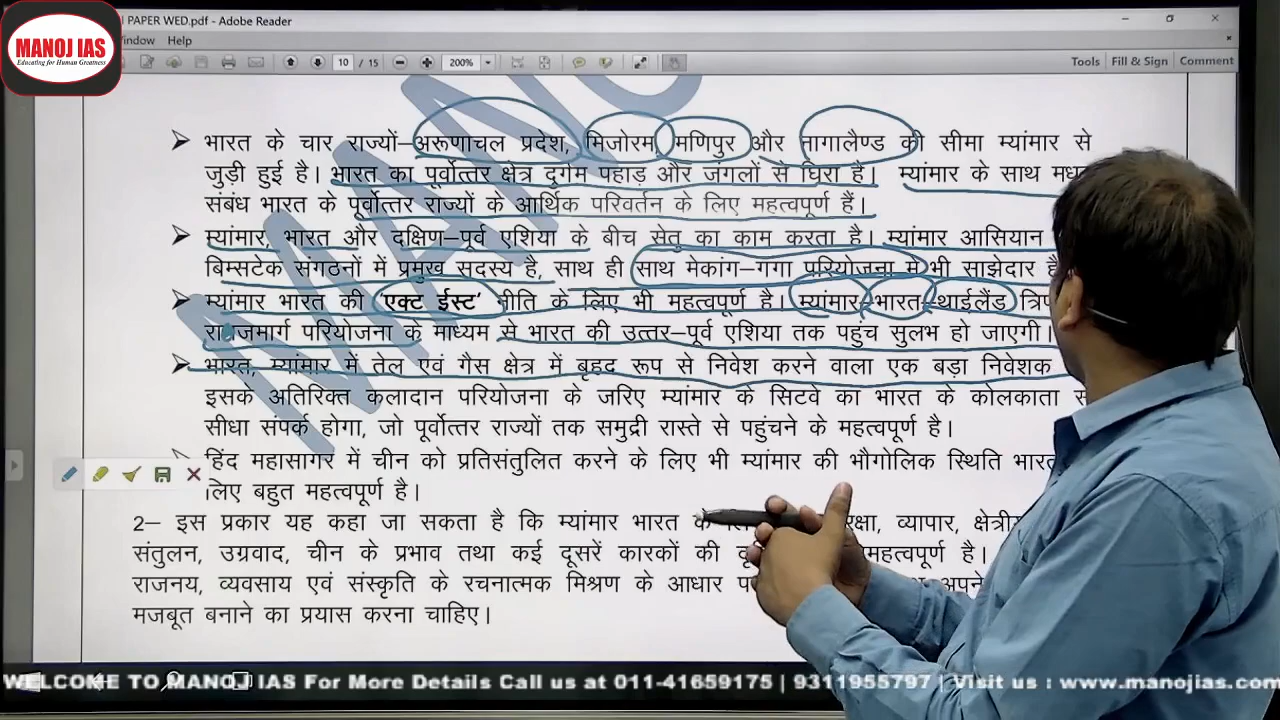 MANOJ IAS
Educating for Human Greatness
PAPER WED.pdf - Adobe Reader
Help
10 / 15
200%
Tools Fill & Sign Comment
भारत के चार राज्यों–अरूणाचल प्रदेश, मिजोरम मणिपुर और नागालैण्ड की सीमा म्यांमार से
जुड़ी हुई है। भारत का पूर्वोत्तर क्षेत्र दुर्गम पहाड़ और जंगलों से घिरा है। म्यांमार के साथ
संबंध भारत के पूर्वोत्तर राज्यों के आर्थिक परिवर्तन के लिए महत्वपूर्ण हैं।
म्यांमार, भारत और दक्षिण–पूर्व एशिया के बीच सेतु का काम करता है। म्यांमार आसियान
बिम्सटेक संगठनों में प्रमुख सदस्य है, साथ ही साथ मेकांग–गंगा परियोजना में भी साझेदार
म्यांमार भारत की ‘एक्ट ईस्ट’ नीति के लिए भी महत्वपूर्ण है। म्यांमार–भारत–थाईलैंड
राजमार्ग परियोजना के माध्यम से भारत की उत्तर–पूर्व एशिया तक पहुंच सुलभ हो जाएगी।
भारत, म्यांमार में तेल एवं गैस क्षेत्र में बृहद रूप से निवेश करने वाला एक बड़ा निवेशक
इसके अतिरिक्त कलादान परियोजना के जरिए म्यांमार के सिटवे का भारत के कोलकाता
सीधा संपर्क होगा, जो पूर्वोत्तर राज्यों तक समुद्री रास्ते से पहुंचने के महत्वपूर्ण है।
हिंद महासागर में चीन को प्रतिसंतुलित करने के लिए भी म्यांमार की भौगोलिक स्थिति
लिए बहुत महत्वपूर्ण है।
2– इस प्रकार यह कहा जा सकता है कि म्यांमार भारत के व्यापार,
संतुलन, उग्रवाद, चीन के प्रभाव तथा कई दूसरें कारकों की है।
राजनय, व्यवसाय एवं संस्कृति के रचनात्मक मिश्रण के आधार
मजबूत बनाने का प्रयास करना चाहिए।
WELCOME TO MANOJ IAS For More Details Call us at 011-41659175 | 9311955797 | Visit us : www.manojias.com